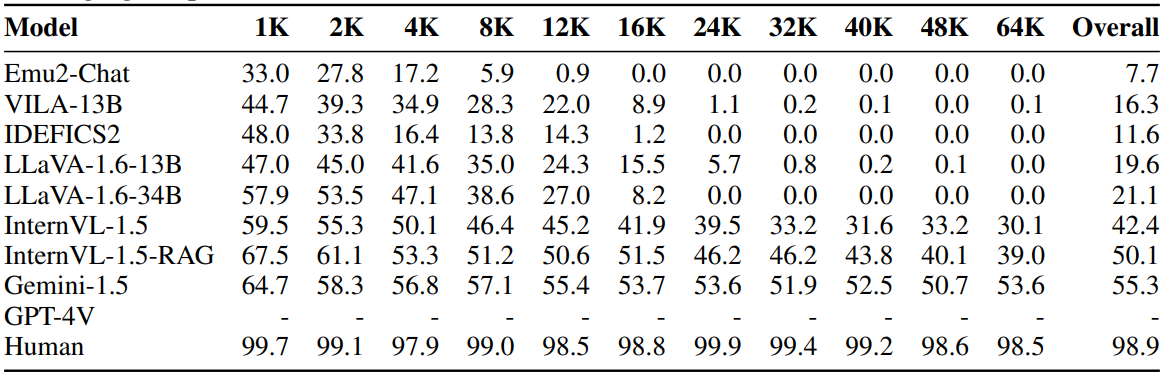 Model 1K 2K 4K 8K 12K 16K 24K 32K 40K 48K 64K Overall
Emu2-Chat 33.0 27.8 17.2 5.9 0.9 0.0 0.0 0.0 0.0 0.0 0.0 7.7
VILA-13B 44.7 39.3 34.9 28.3 22.0 8.9 1.1 0.2 0.1 0.0 0.1 16.3
IDEFICS2 48.0 33.8 16.4 13.8 14.3 1.2 0.0 0.0 0.0 0.0 0.0 11.6
LLaVA-1.6-13B 47.0 45.0 41.6 35.0 24.3 15.5 5.7 0.8 0.2 0.1 0.0 19.6
LLaVA-1.6-34B 57.9 53.5 47.1 38.6 27.0 8.2 0.0 0.0 0.0 0.0 0.0 21.1
InternVL-1.5 59.5 55.3 50.1 46.4 45.2 41.9 39.5 33.2 31.6 33.2 30.1 42.4
InternVL-1.5-RAG 67.5 61.1 53.3 51.2 50.6 51.5 46.2 46.2 43.8 40.1 39.0 50.1
Gemini-1.5 64.7 58.3 56.8 57.1 55.4 53.7 53.6 51.9 52.5 50.7 53.6 55.3
GPT-4V - - - - - - - - - - - -
Human 99.7 99.1 97.9 99.0 98.5 98.8 99.9 99.4 99.2 98.6 98.5 98.9